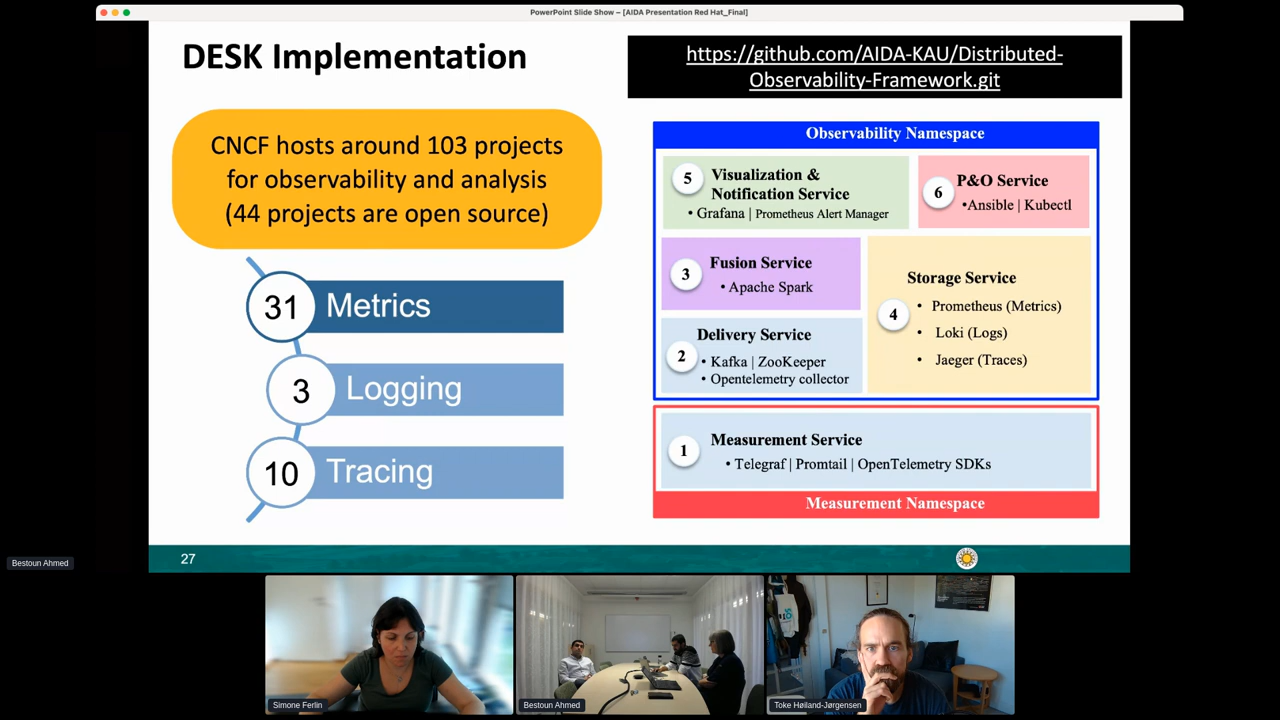 PowerPoint Slide Show – [AIDA Presentation Red Hat_Final]
DESK Implementation
https://github.com/AIDA-KAU/Distributed-
Observability-Framework.git
CNCF hosts around 103 projects
for observability and analysis
(44 projects are open source)
31 Metrics
3 Logging
10 Tracing
Observability Namespace
5 Visualization &
Notification Service
• Grafana | Prometheus Alert Manager
6 P&O Service
•Ansible | Kubectl
3 Fusion Service
• Apache Spark
4 Storage Service
• Prometheus (Metrics)
• Loki (Logs)
• Jaeger (Traces)
2 Delivery Service
• Kafka | ZooKeeper
• Opentelemetry collector
1 Measurement Service
• Telegraf | Promtail | OpenTelemetry SDKs
Measurement Namespace
27
Bestoun Ahmed
Simone Ferlin
Bestoun Ahmed
Toke Høiland-Jørgensen